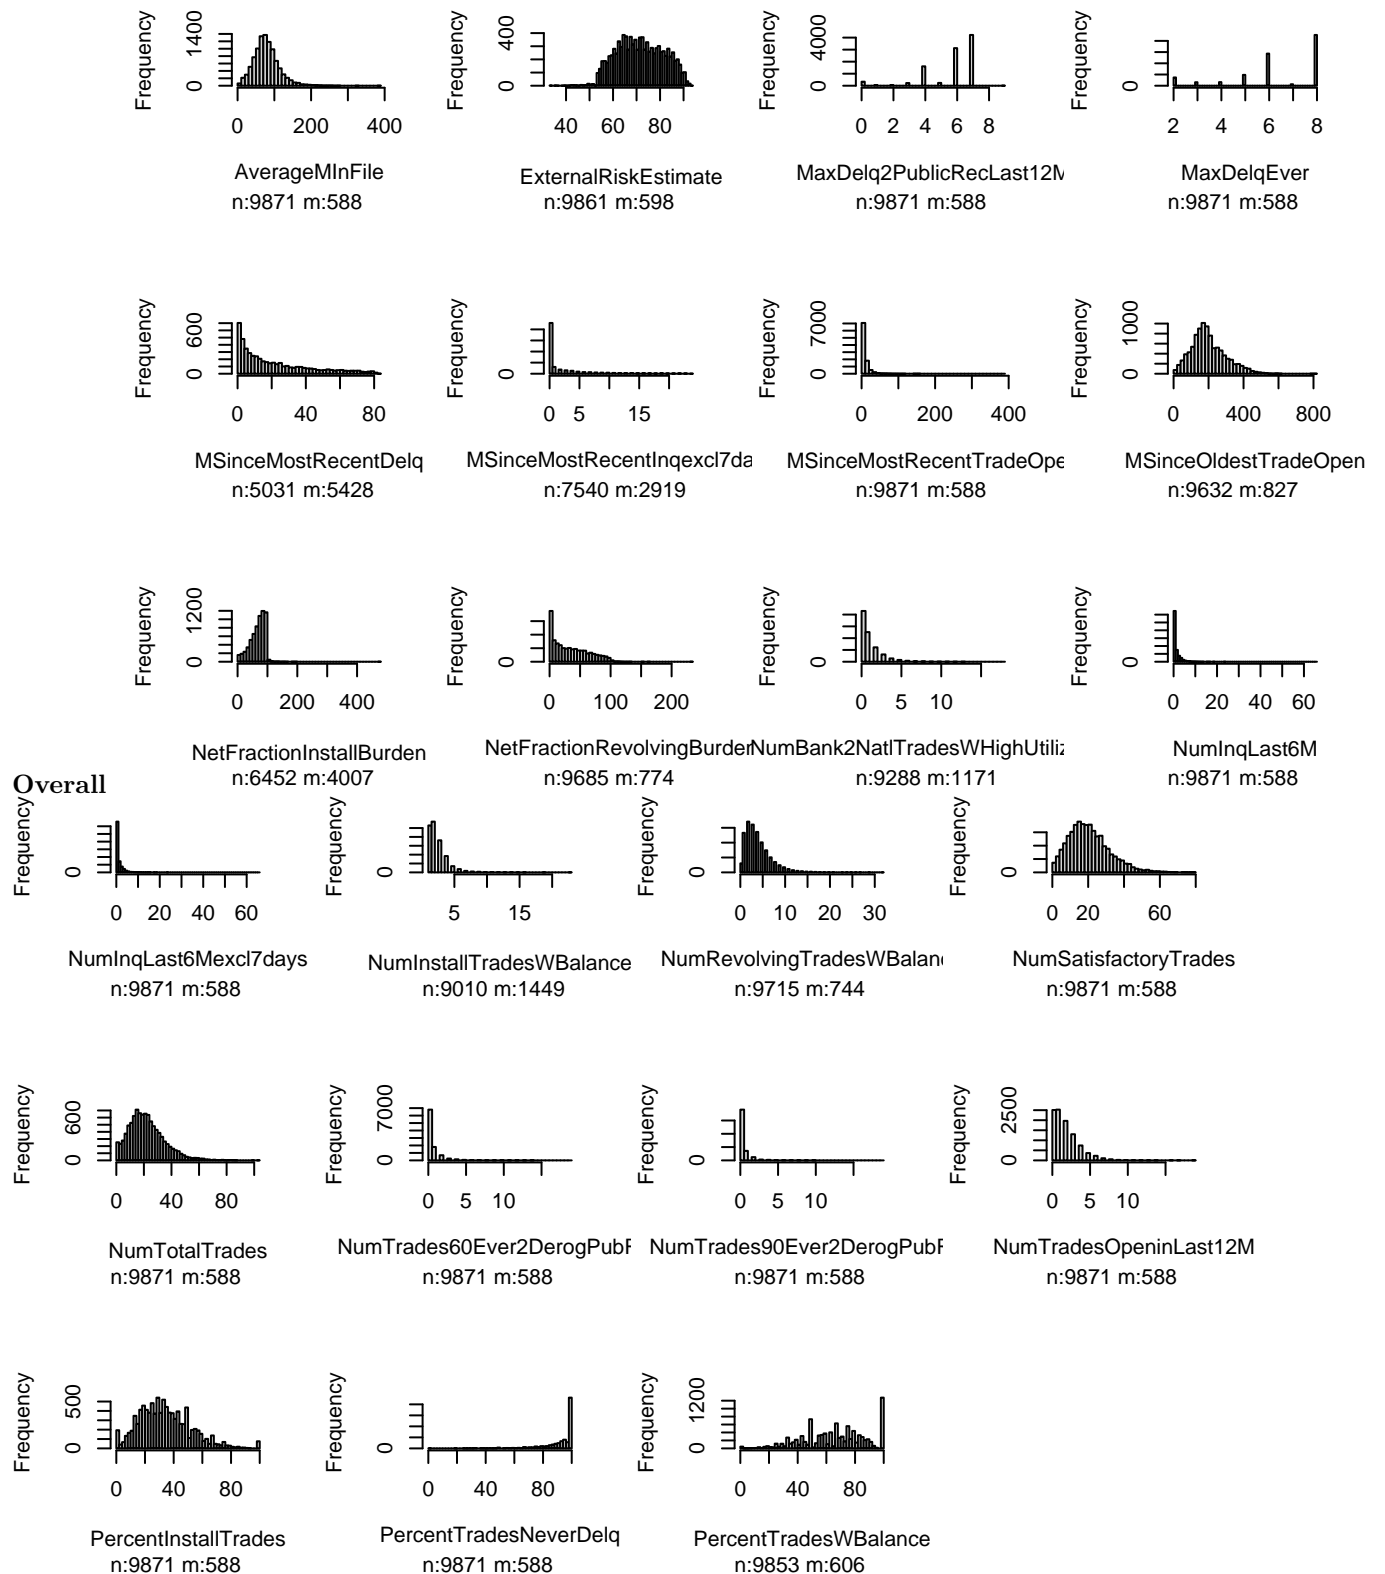 Frequency
0 1400
0 200 400
AverageMInFile
n:9871 m:588
Frequency
0 400
40 60 80
ExternalRiskEstimate
n:9861 m:598
Frequency
0 4000
0 2 4 6 8
MaxDelq2PublicRecLast12M
n:9871 m:588
Frequency
0
2 4 6 8
MaxDelqEver
n:9871 m:588
Frequency
0 600
0 40 80
MSinceMostRecentDelq
n:5031 m:5428
Frequency
0
0 5 15
MSinceMostRecentInqexcl7da
n:7540 m:2919
Frequency
0 7000
0 200 400
MSinceMostRecentTradeOpe
n:9871 m:588
Frequency
0 1000
0 400 800
MSinceOldestTradeOpen
n:9632 m:827
Frequency
0 1200
0 200 400
NetFractionInstallBurden
n:6452 m:4007
Frequency
0
0 100 200
NetFractionRevolvingBurden
n:9685 m:774
Frequency
0
0 5 10
NumBank2NatlTradesWHighUtiliz
n:9288 m:1171
Frequency
0
0 20 40 60
NumInqLast6M
n:9871 m:588
Overall
Frequency
0
0 20 40 60
NumInqLast6Mexcl7days
n:9871 m:588
Frequency
0
5 15
NumInstallTradesWBalance
n:9010 m:1449
Frequency
0
0 10 20 30
NumRevolvingTradesWBalan
n:9715 m:744
Frequency
0
0 20 60
NumSatisfactoryTrades
n:9871 m:588
Frequency
0 600
0 40 80
NumTotalTrades
n:9871 m:588
Frequency
0 7000
0 5 10
NumTrades60Ever2DerogPubR
n:9871 m:588
Frequency
0
0 5 10
NumTrades90Ever2DerogPubR
n:9871 m:588
Frequency
0 2500
0 5 10
NumTradesOpeninLast12M
n:9871 m:588
Frequency
0 500
0 40 80
PercentInstallTrades
n:9871 m:588
Frequency
0
0 40 80
PercentTradesNeverDelq
n:9871 m:588
Frequency
0 1200
0 40 80
PercentTradesWBalance
n:9853 m:606